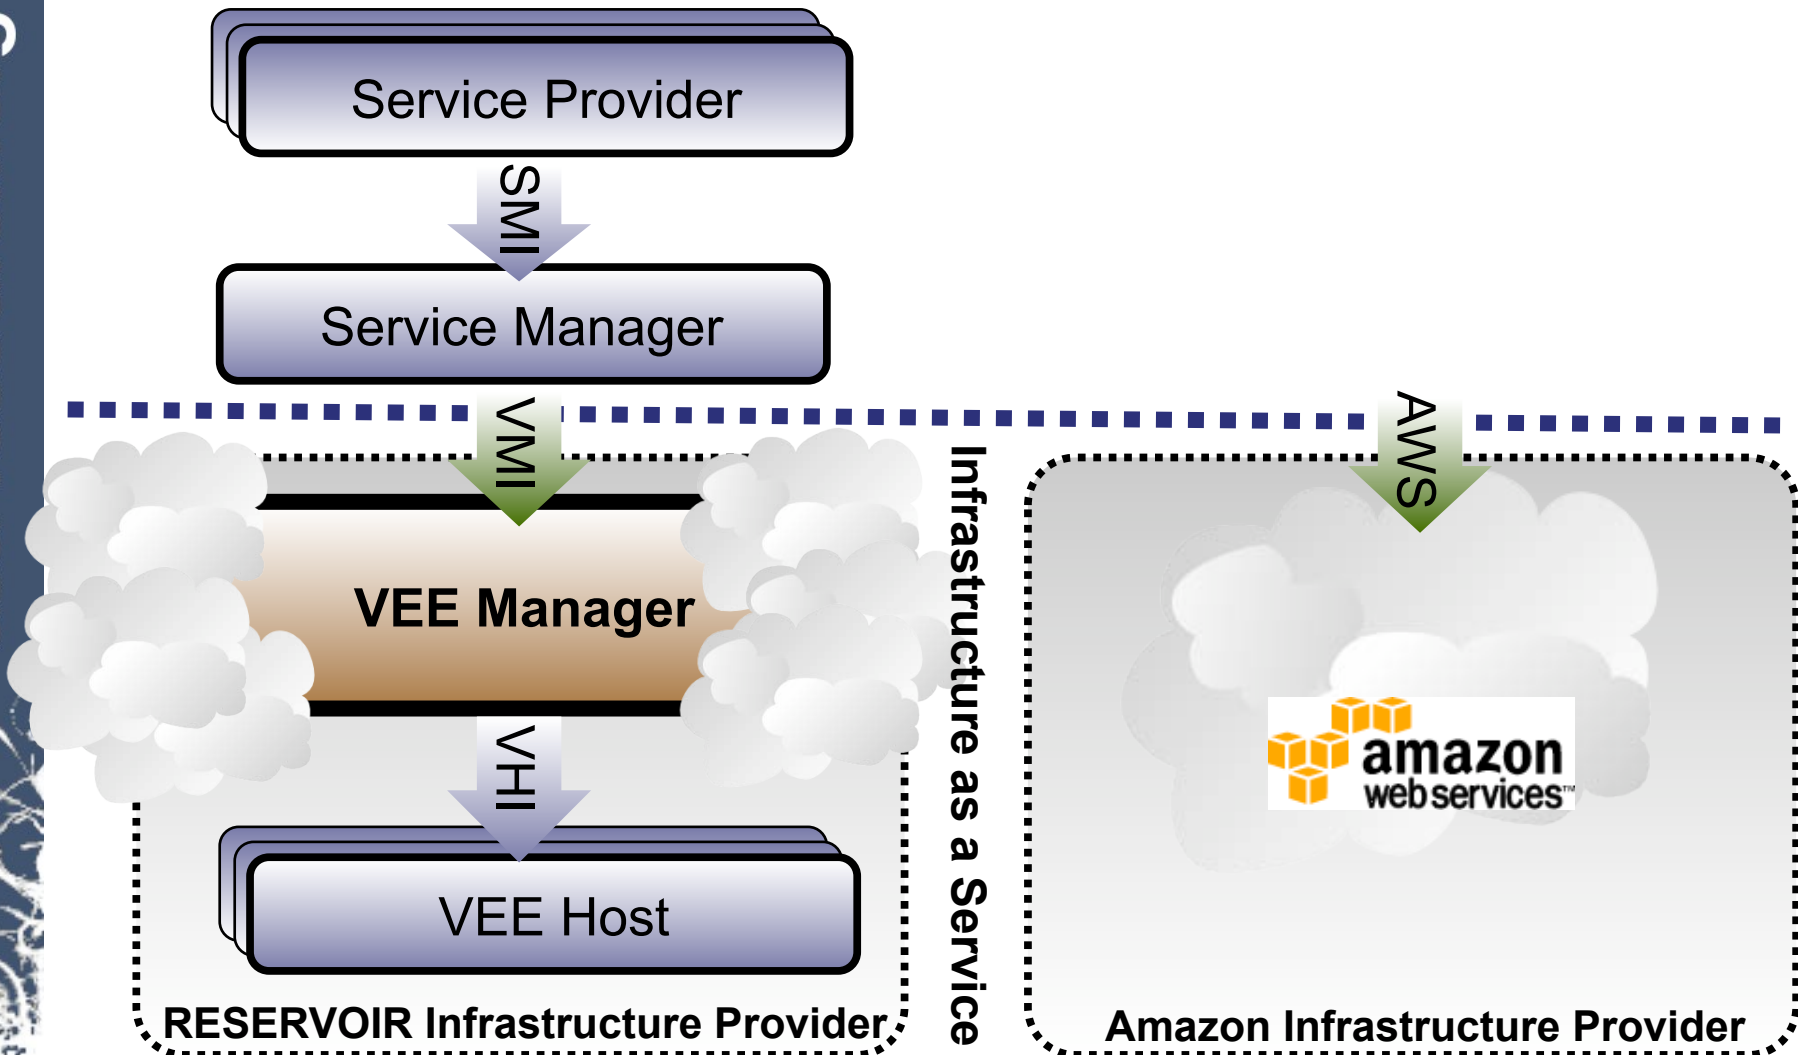 Service Provider
SMI
Service Manager
VMI
AWS
VEE Manager
Infrastructure as a Service
amazon
webservices™
VHI
VEE Host
RESERVOIR Infrastructure Provider
Amazon Infrastructure Provider